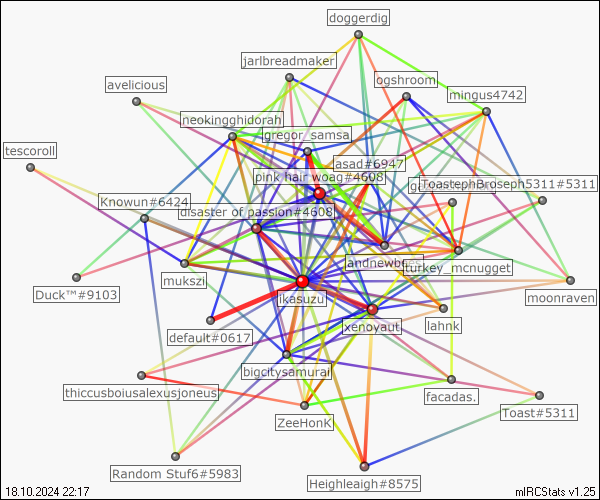 doggerdig
jarlbreadmaker
ogshroom
avelicious
mingus4742
neokingghidorah
gregor_samsa
tescoroll
asad#6947
pink hair woag#4608
ToastephBroseph5311#5311
Knowun#6424
disaster of passion#4608
turkey_mcnugget
mukszi
Duck™#9103
ikasuzu
moonraven
default#0617
xenoyaut
lahnk
bigcitysamurai
thiccusboiusalexusjoneus
facadas.
ZeeHonK
Toast#5311
Random Stuf6#5983
Heighleaigh#8575
18.10.2024 22:17
mIRCStats v1.25